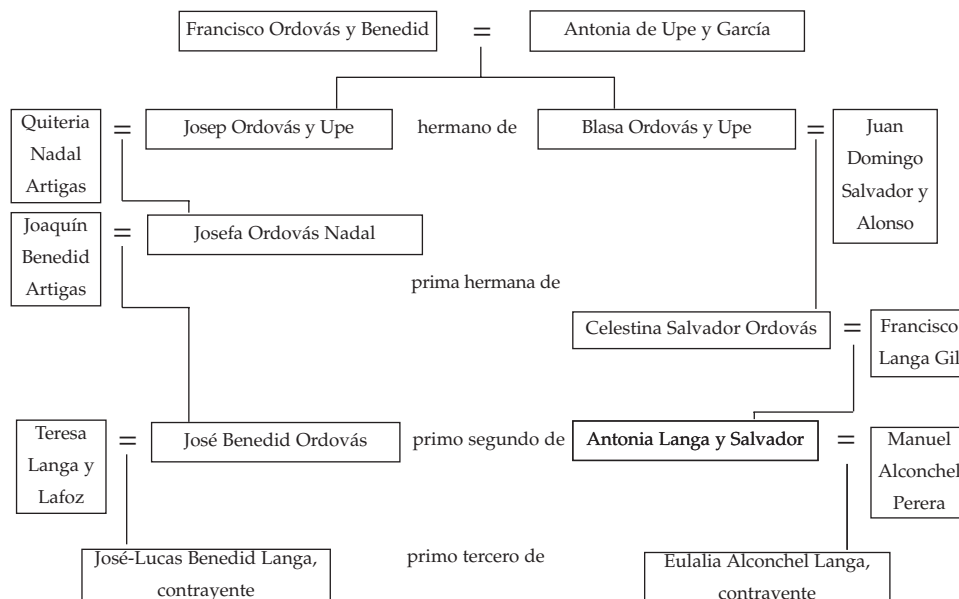 Francisco Ordovás y Benedid
=
Antonia de Upe y García
Quiteria
Nadal
Artigas
=
Josep Ordovás y Upe
hermano de
Blasa Ordovás y Upe
=
Juan
Domingo
Salvador y
Alonso
Joaquín
Benedid
Artigas
=
Josefa Ordovás Nadal
prima hermana de
Celestina Salvador Ordovás
=
Francisco
Langa Gil
Teresa
Langa y
Lafoz
=
José Benedid Ordovás
primo segundo de
Antonia Langa y Salvador
=
Manuel
Alconchel
Perera
José-Lucas Benedid Langa,
contrayente
primo tercero de
Eulalia Alconchel Langa,
contrayente